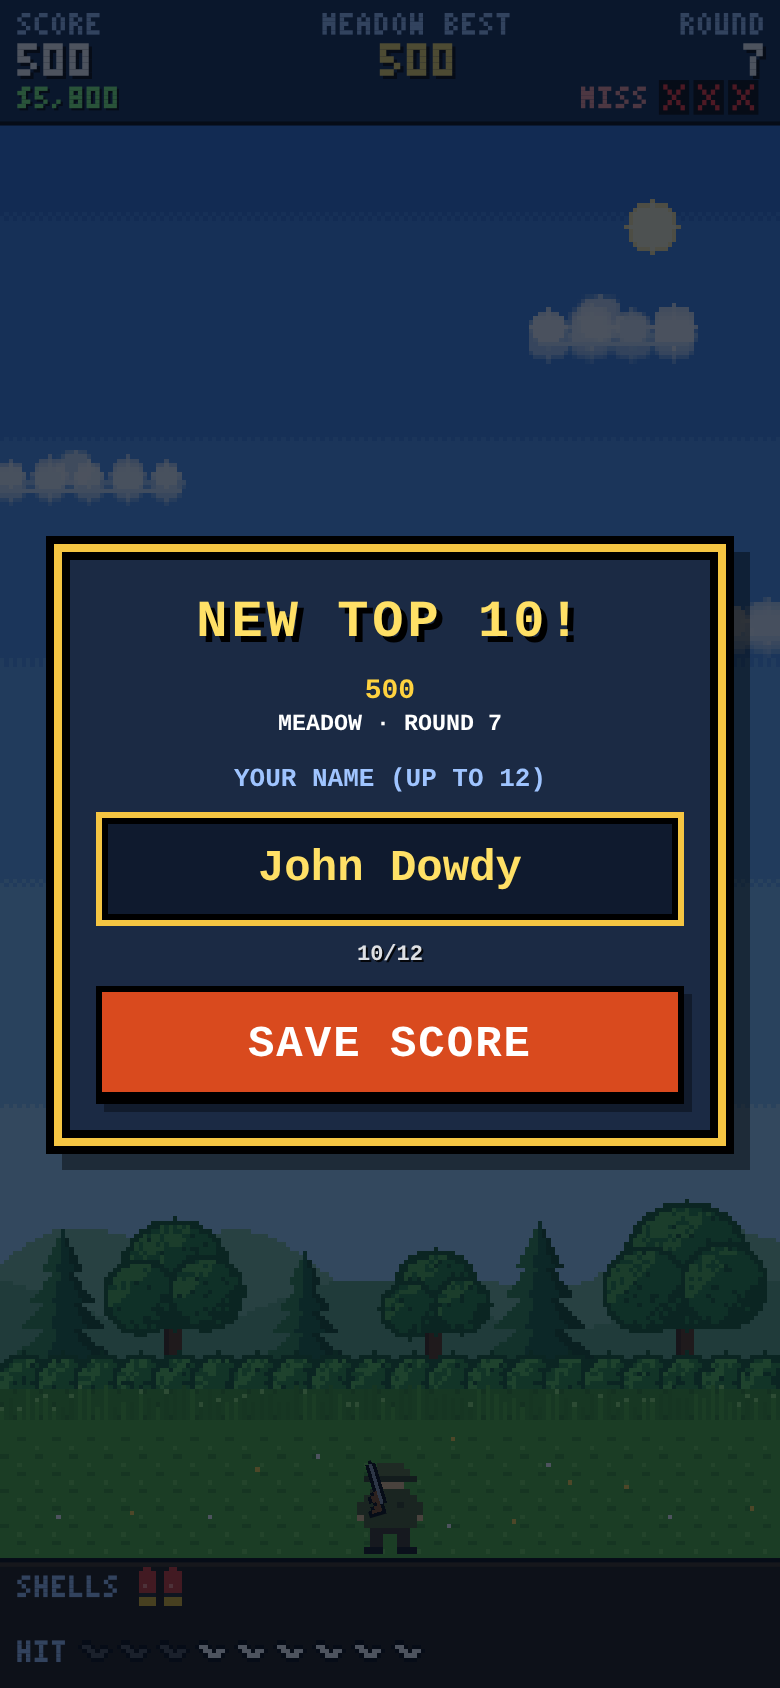 SCORE
MEADOW BEST
ROUND
500
500
7
$5,800
MISS X X X
NEW TOP 10!
500
MEADOW · ROUND 7
YOUR NAME (UP TO 12)
John Dowdy
10/12
SAVE SCORE
SHELLS
HIT